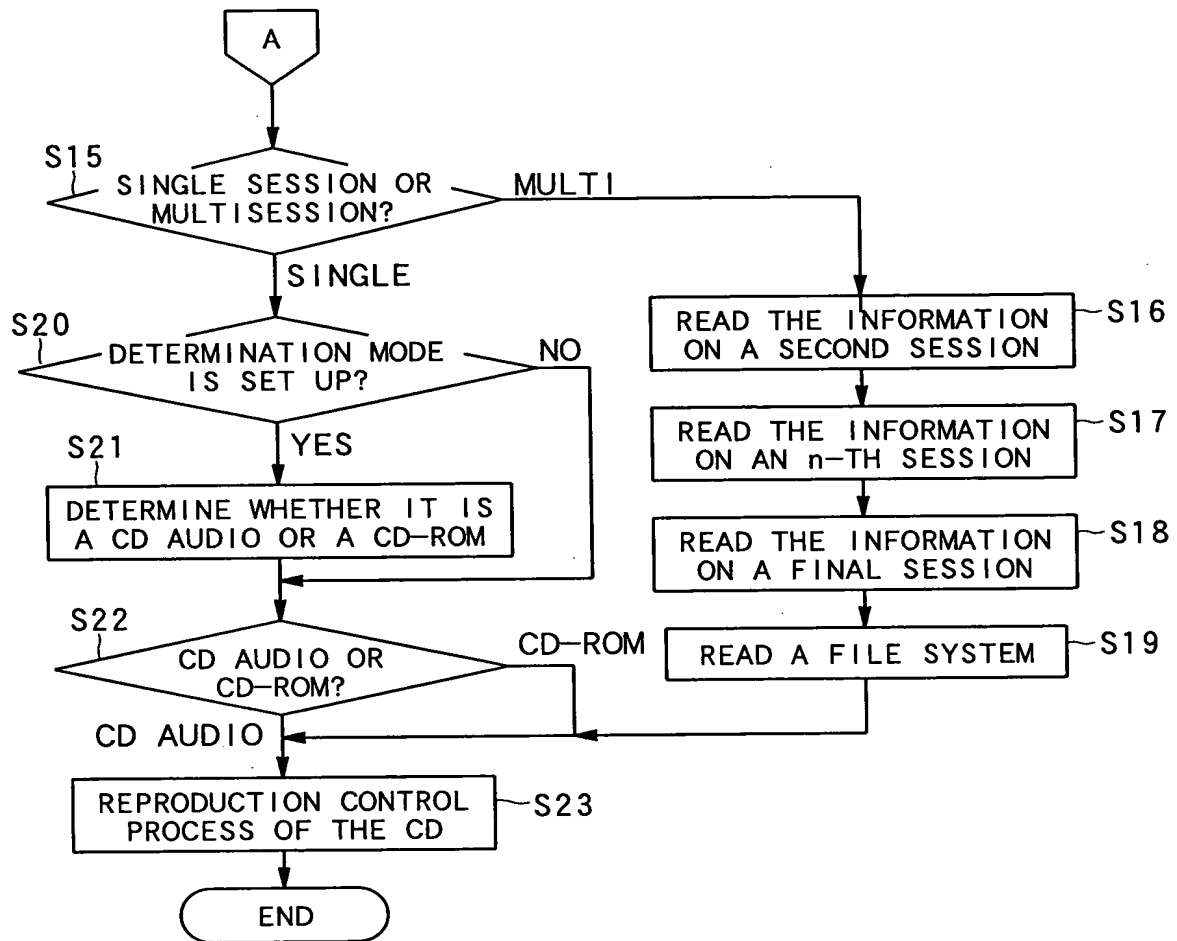 A
S15
SINGLE SESSION OR
MULTISESSION?
MULTI
SINGLE
S20
DETERMINATION MODE
IS SET UP?
NO
YES
S21
DETERMINE WHETHER IT IS
A CD AUDIO OR A CD-ROM
S22
CD AUDIO OR
CD-ROM?
CD-ROM
CD AUDIO
READ THE INFORMATION
ON A SECOND SESSION
S16
READ THE INFORMATION
ON AN n-TH SESSION
S17
READ THE INFORMATION
ON A FINAL SESSION
S18
READ A FILE SYSTEM
S19
REPRODUCTION CONTROL
PROCESS OF THE CD
S23
END